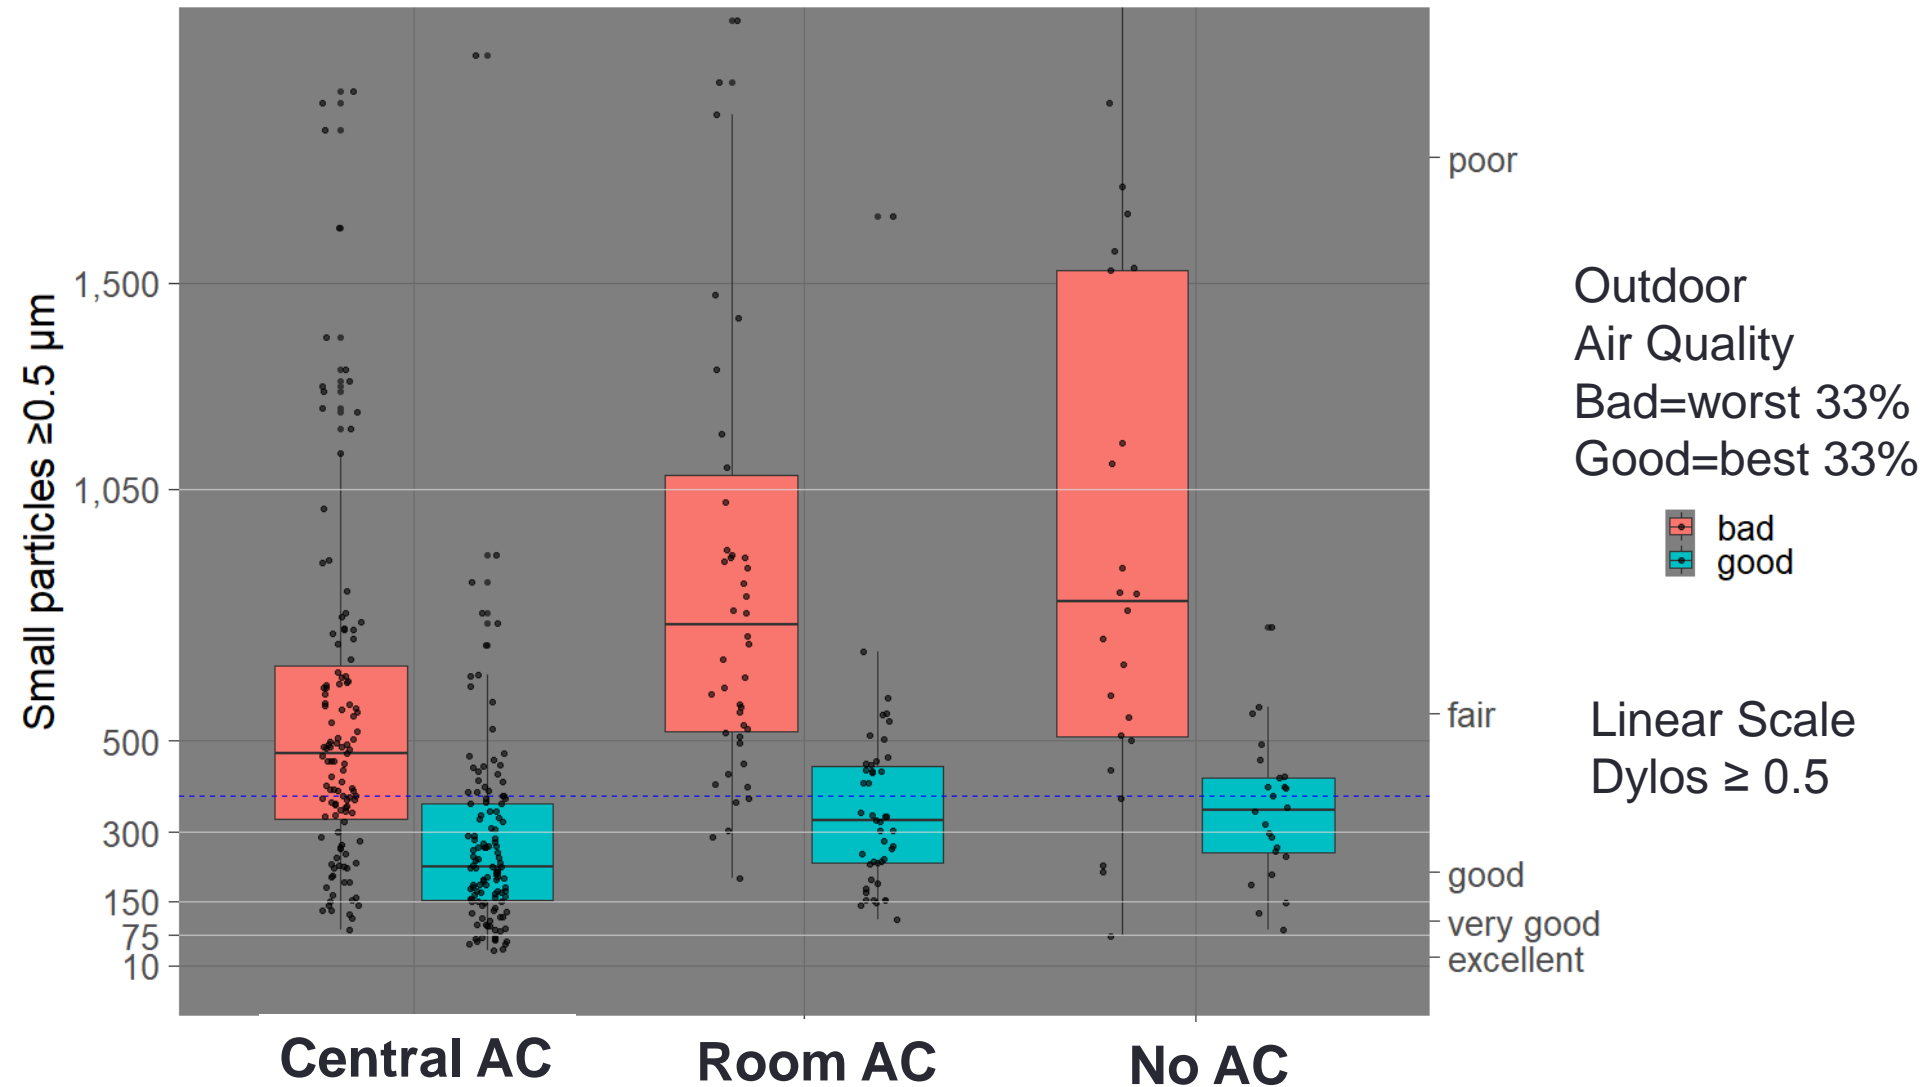 Small particles ≥0.5 µm
1,500
1,050
500
300
150
75
10
poor
fair
good
very good
excellent
Central AC
Room AC
No AC
Outdoor
Air Quality
Bad=worst 33%
Good=best 33%
bad
good
Linear Scale
Dylos ≥ 0.5